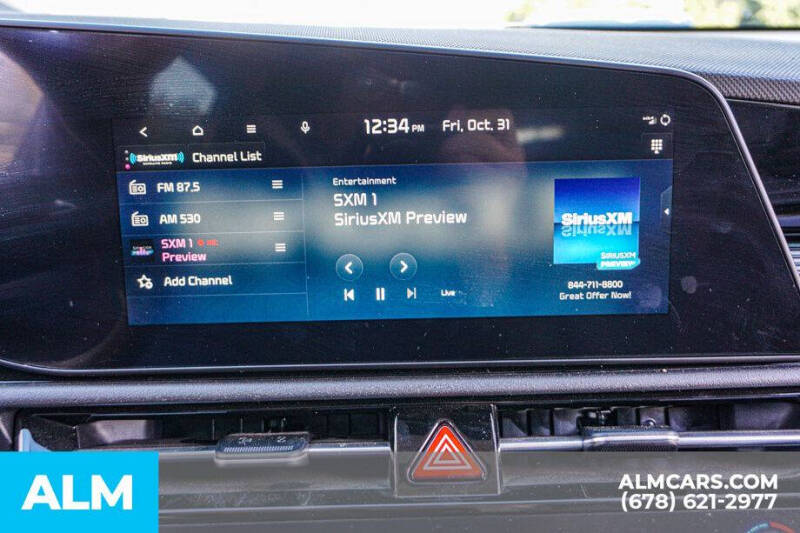 12:34 PM Fri, Oct. 31
SiriusXM Channel List
FM 87.5
AM 530
SXM 1
Preview
Add Channel
Entertainment
SXM 1
SiriusXM Preview
Live
SiriusXM
SIRIUSXM
PREVIEW
844-711-8800
Great Offer Now!
ALM
ALMCARS.COM
(678) 621-2977